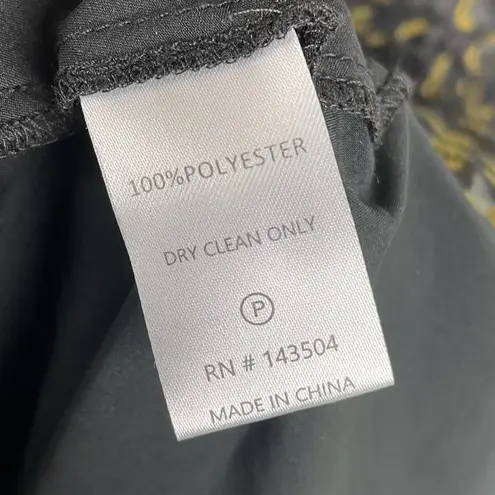 100%POLYESTER
DRY CLEAN ONLY
P
RN # 143504
MADE IN CHINA